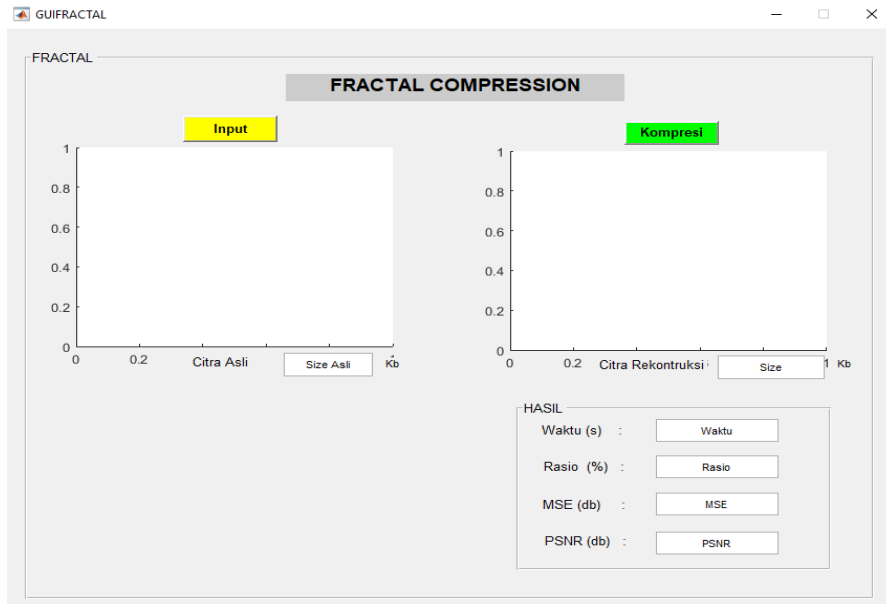 GUIFRACTAL
FRACTAL
FRACTAL COMPRESSION
Input
1
0.8
0.6
0.4
0.2
0
0 0.2 1
Citra Asli Size Asli Kb
Kompresi
1
0.8
0.6
0.4
0.2
0
0 0.2 1
Citra Rekontruksi Size Kb
HASIL
Waktu (s) : Waktu
Rasio (%) : Rasio
MSE (db) : MSE
PSNR (db) : PSNR